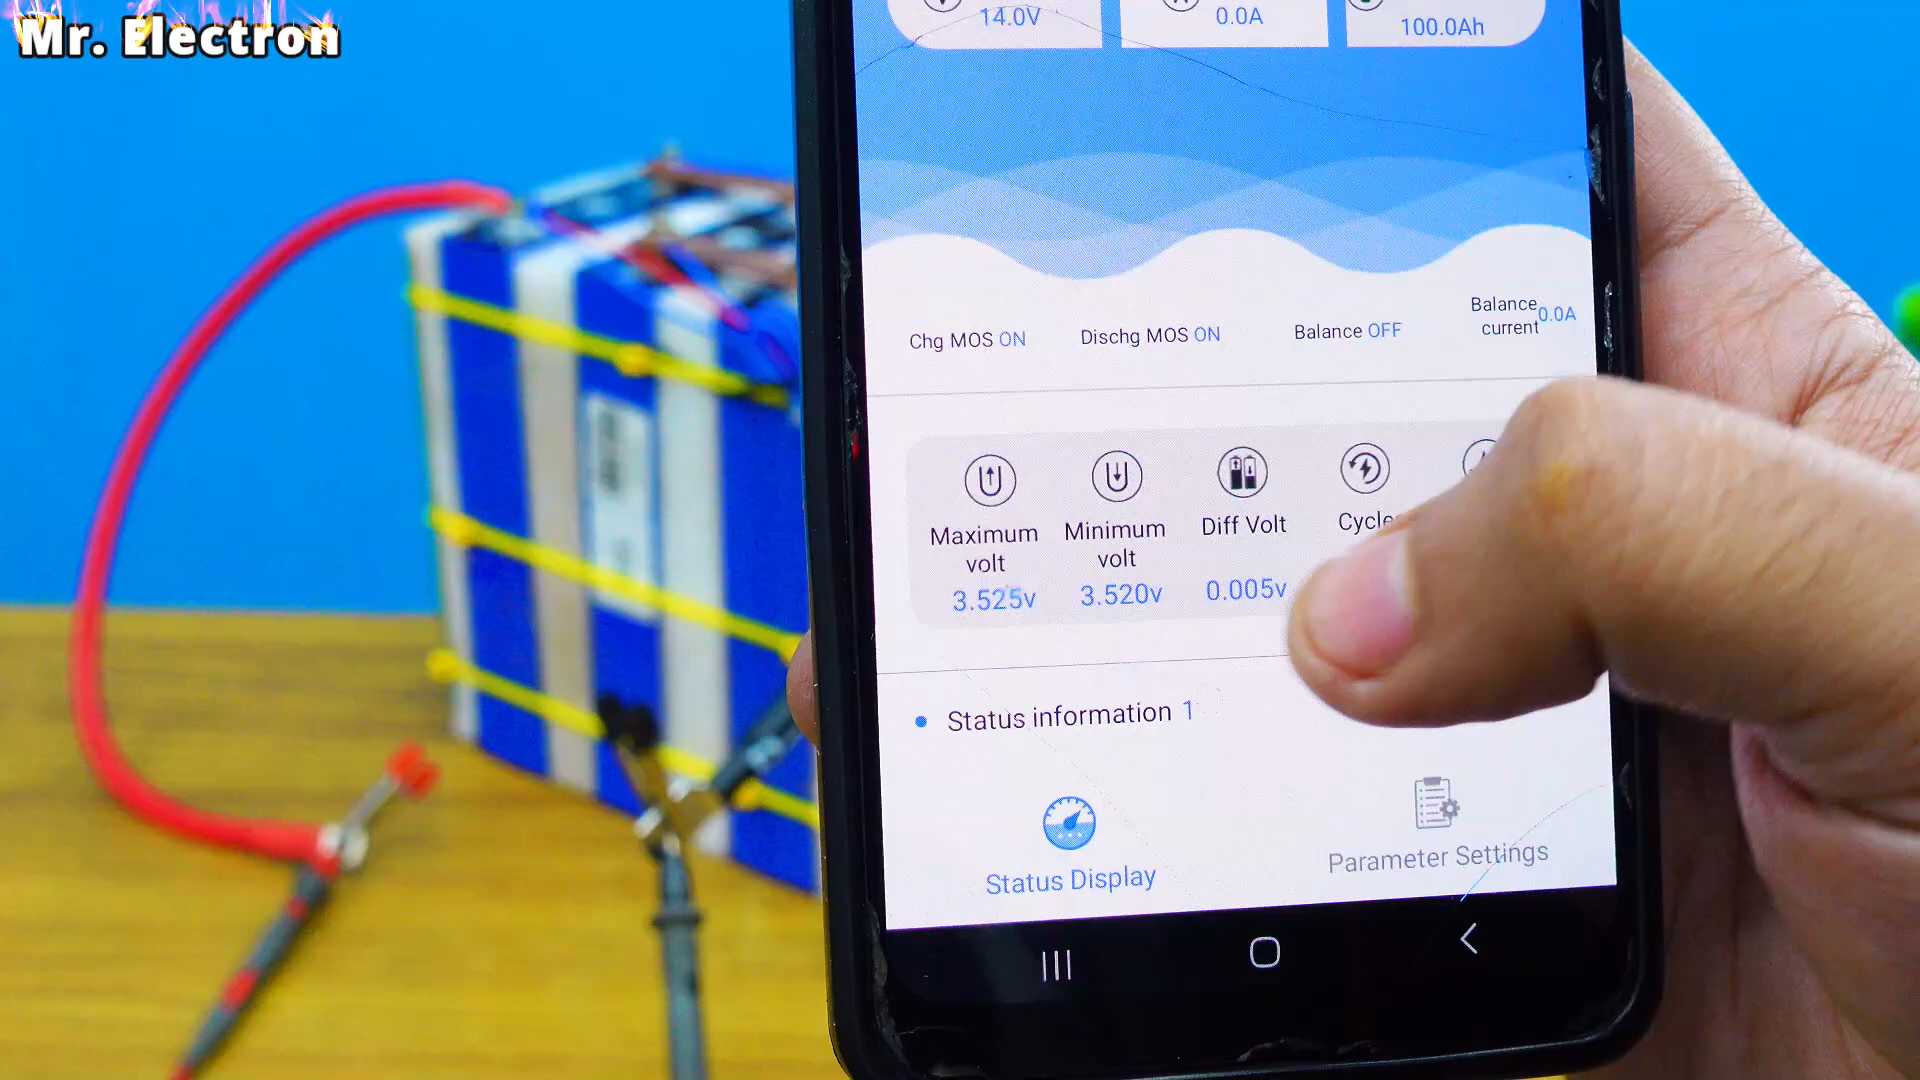 Mr. Electron
14.0V
0.0A
100.0Ah
Chg MOS ON
Dischg MOS ON
Balance OFF
Balance
current 0.0A
Maximum
volt
3.525v
Minimum
volt
3.520v
Diff Volt
0.005v
Cycle
Status information 1
Status Display
Parameter Settings